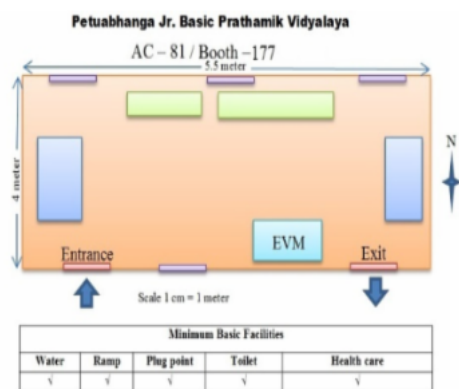 Petuabhanga Jr. Basic Prathamik Vidyalaya
AC – 81 / Booth –177
5.5 meter
4 meter
N
EVM
Entrance
Exit
Scale 1 cm = 1 meter
Minimum Basic Facilities
Water Ramp Plug point Toilet Health care
√ √ √ √ √